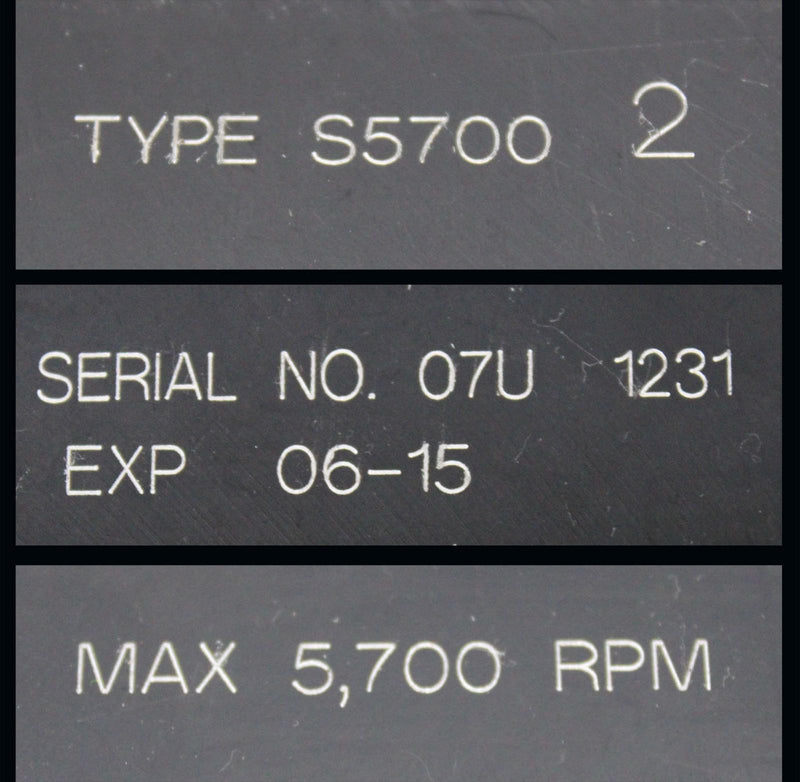 TYPE S5700 2
SERIAL NO. 07U 1231
EXP 06-15
MAX 5,700 RPM